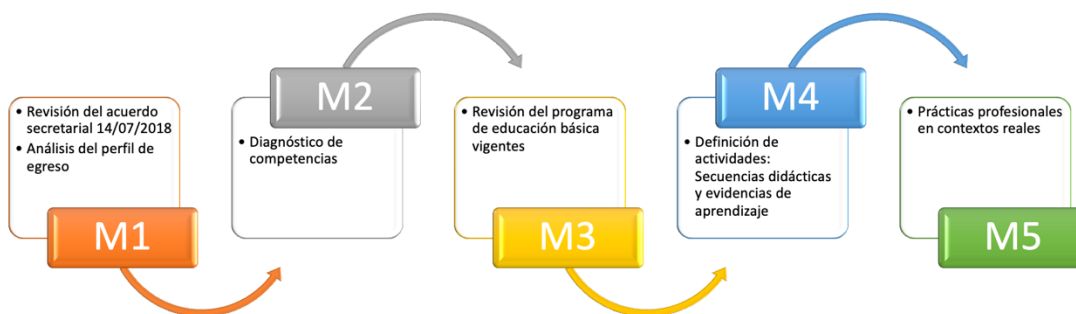 • Revisión del acuerdo
secretarial 14/07/2018
• Análisis del perfil de
egreso
M1
M2
• Diagnóstico de
competencias
• Revisión del programa
de educación básica
vigentes
M3
M4
• Definición de
actividades:
Secuencias didácticas
y evidencias de
aprendizaje
• Prácticas profesionales
en contextos reales
M5